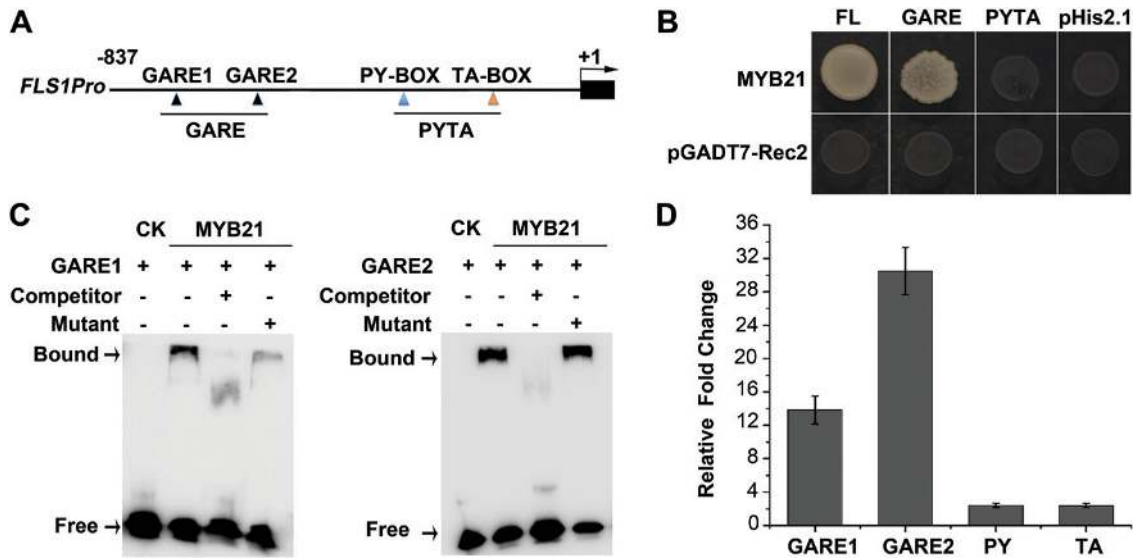 A
-837
+1
GARE1 GARE2 PY-BOX TA-BOX
FLS1Pro
GARE PYTA
B
FL GARE PYTA pHis2.1
MYB21
pGADT7-Rec2
C
CK MYB21
GARE1 + + + +
Competitor - - + -
Mutant - - - +
Bound →
Free →
CK MYB21
GARE2 + + + +
Competitor - - + -
Mutant - - - +
Bound →
Free →
D
Relative Fold Change
36
32
28
24
20
16
12
8
4
0
GARE1 GARE2 PY TA